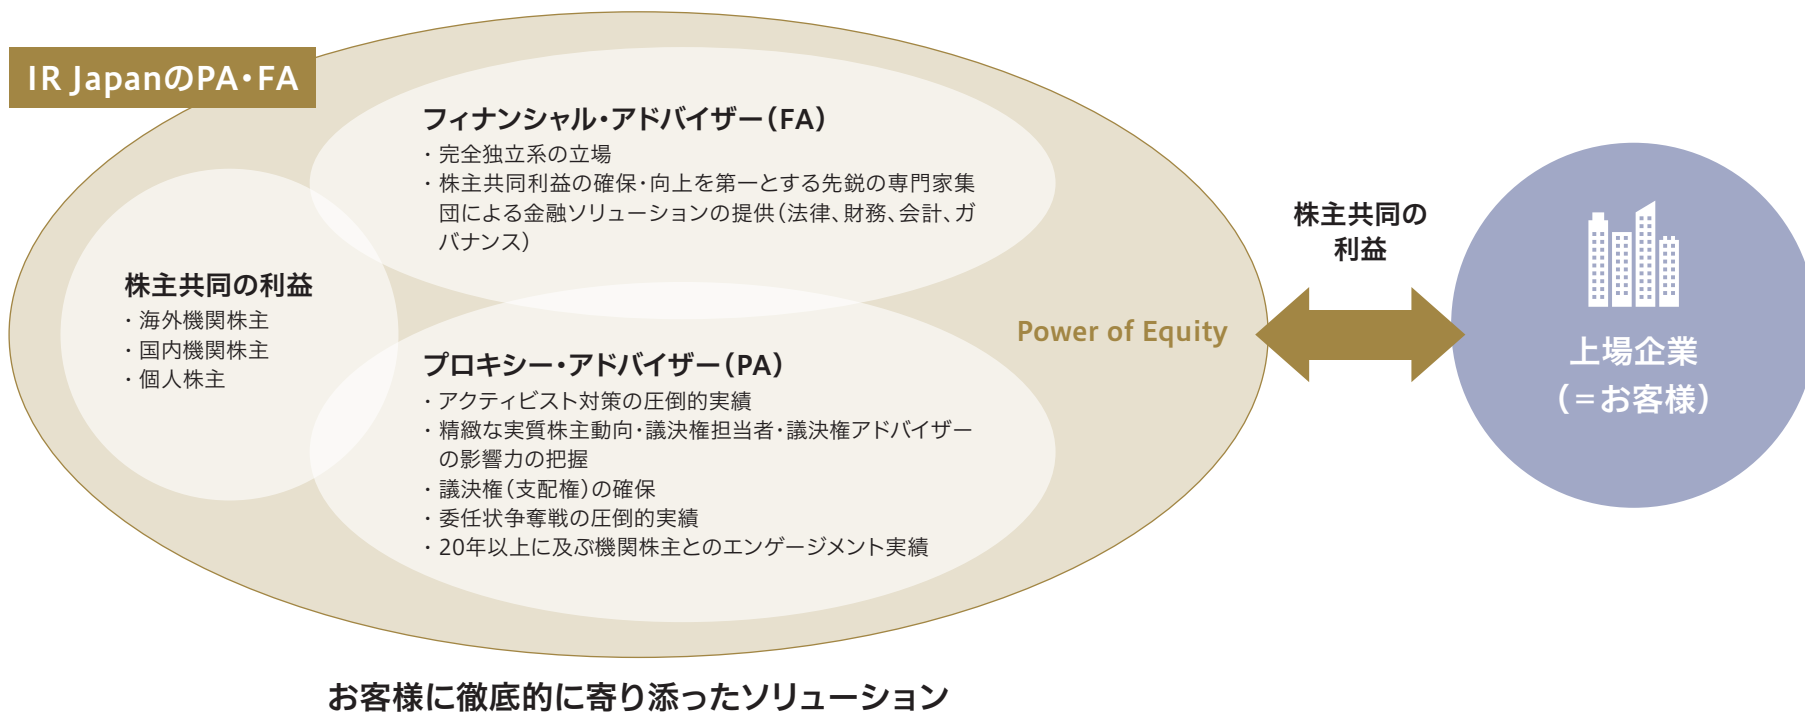 IR JapanのPA・FA
フィナンシャル・アドバイザー（FA）
・完全独立系の立場
・株主共同利益の確保・向上を第一とする先鋭の専門家集
団による金融ソリューションの提供（法律、財務、会計、ガ
バナンス）
株主共同の利益
・海外機関株主
・国内機関株主
・個人株主
プロキシー・アドバイザー（PA）
・アクティビスト対策の圧倒的実績
・精緻な実質株主動向・議決権担当者・議決権アドバイザー
の影響力の把握
・議決権（支配権）の確保
・委任状争奪戦の圧倒的実績
・20年以上に及ぶ機関株主とのエンゲージメント実績
Power of Equity
株主共同の
利益
上場企業
（＝お客様）
お客様に徹底的に寄り添ったソリューション